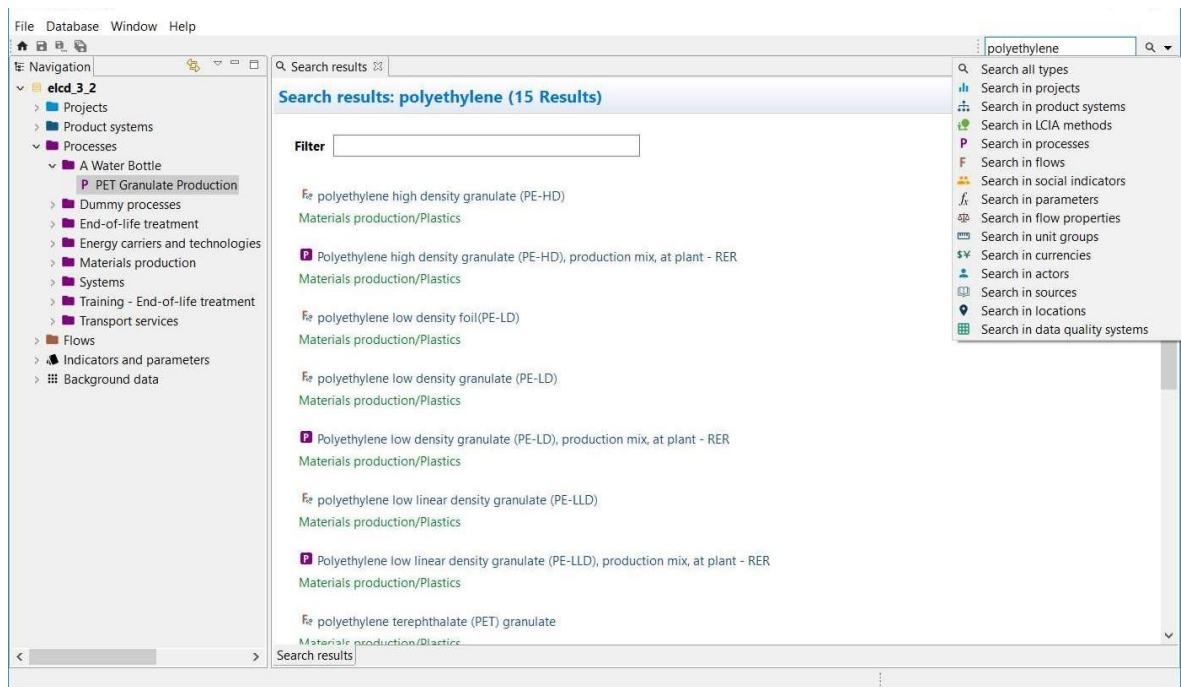 File Database Window Help
polyethylene
Navigation
elcd_3_2
Projects
Product systems
Processes
A Water Bottle
P PET Granulate Production
Dummy processes
End-of-life treatment
Energy carriers and technologies
Materials production
Systems
Training - End-of-life treatment
Transport services
Flows
Indicators and parameters
Background data
Search results
Search results: polyethylene (15 Results)
Filter
Fe polyethylene high density granulate (PE-HD)
Materials production/Plastics
P Polyethylene high density granulate (PE-HD), production mix, at plant - RER
Materials production/Plastics
Fe polyethylene low density foil(PE-LD)
Materials production/Plastics
Fe polyethylene low density granulate (PE-LD)
Materials production/Plastics
P Polyethylene low density granulate (PE-LD), production mix, at plant - RER
Materials production/Plastics
Fe polyethylene low linear density granulate (PE-LLD)
Materials production/Plastics
P Polyethylene low linear density granulate (PE-LLD), production mix, at plant - RER
Materials production/Plastics
Fe polyethylene terephthalate (PET) granulate
Materials production/Plastics
Search results
Search all types
Search in projects
Search in product systems
Search in LCIA methods
P Search in processes
F Search in flows
Search in social indicators
fx Search in parameters
Search in flow properties
Search in unit groups
$¥ Search in currencies
Search in actors
Search in sources
Search in locations
Search in data quality systems